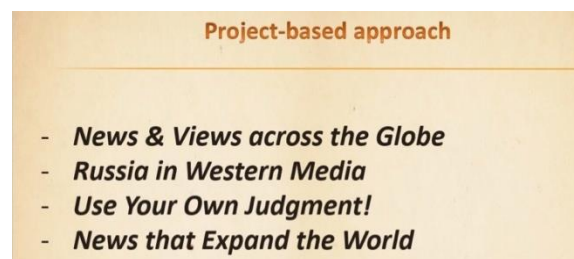 Project-based approach
- News & Views across the Globe
- Russia in Western Media
- Use Your Own Judgment!
- News that Expand the World